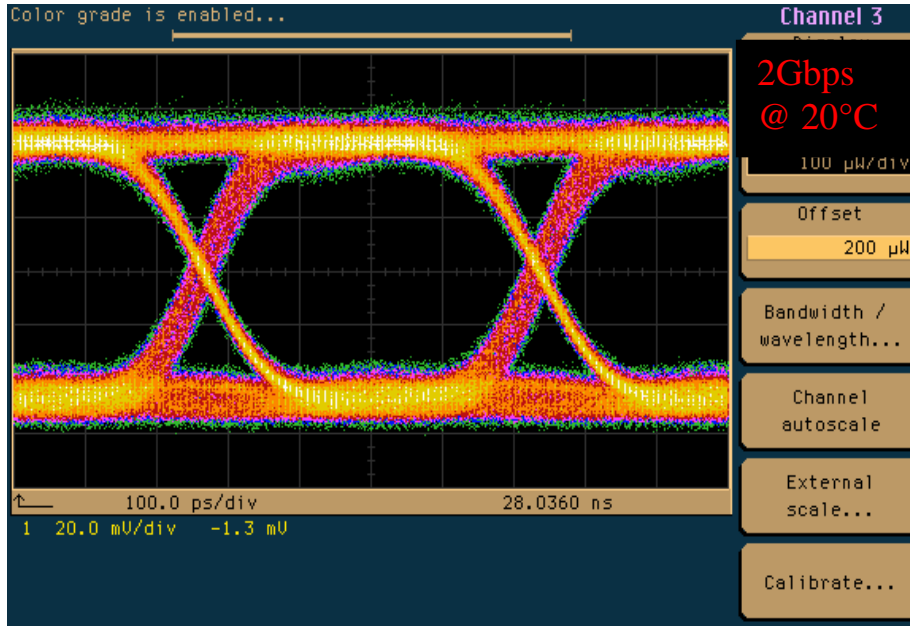 Color grade is enabled...
Channel 3
2Gbps
@ 20°C
100 µW/div
Offset
200 µW
Bandwidth /
wavelength...
Channel
autoscale
External
scale...
Calibrate...
100.0 ps/div
28.0360 ns
1 20.0 mV/div -1.3 mV